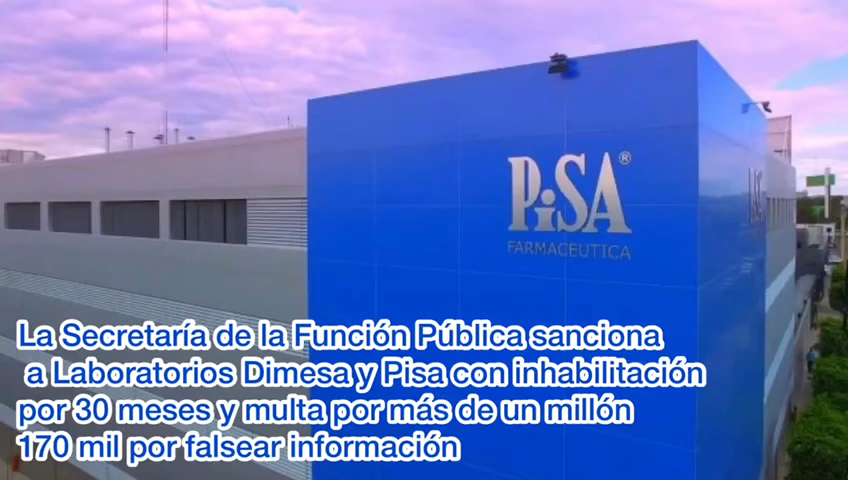 PiSA®
FARMACEUTICA
La Secretaría de la Función Pública sanciona
a Laboratorios Dimesa y Pisa con inhabilitación
por 30 meses y multa por más de un millón
170 mil por falsear información